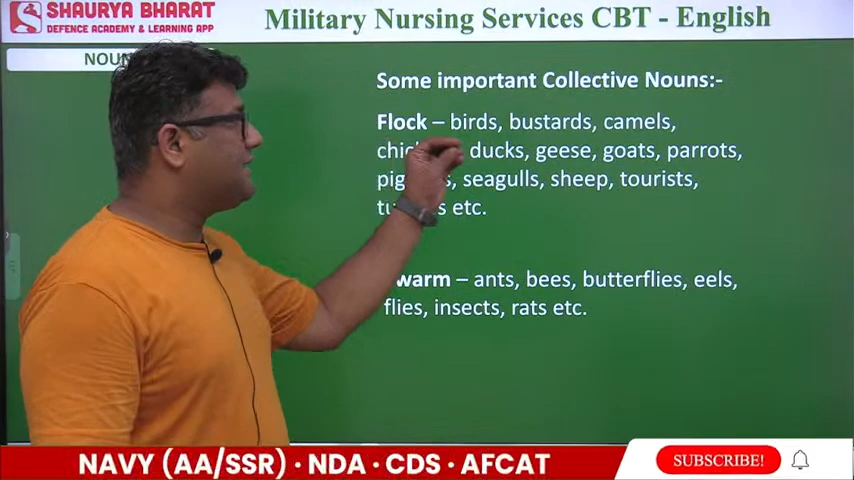 SHAURYA BHARAT
DEFENCE ACADEMY & LEARNING APP
Military Nursing Services CBT - English
Some important Collective Nouns:-
Flock – birds, bustards, camels,
ducks, geese, goats, parrots,
seagulls, sheep, tourists,
etc.
– ants, bees, butterflies, eels,
flies, insects, rats etc.
NAVY (AA/SSR) · NDA · CDS · AFCAT
SUBSCRIBE!